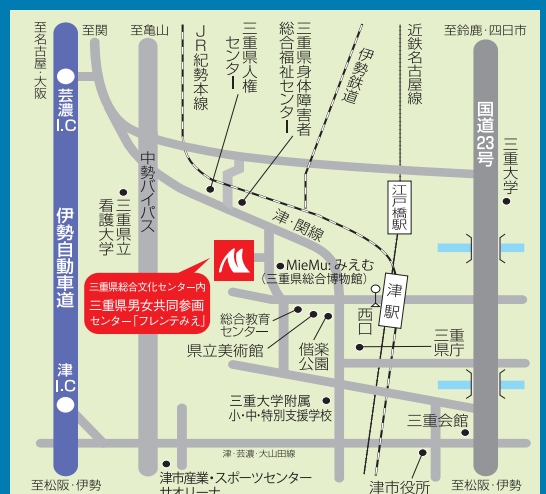 至名古屋・大阪
至関
至亀山
JR紀勢本線
三重県人権
センター
三重県身体障害者
総合福祉センター
伊勢鉄道
近鉄名古屋線
至鈴鹿・四日市
芸濃
I.C
国道23号
三重大学
中勢バイパス
三重県立
看護大学
江戸橋駅
伊勢自動車道
津・関線
MieMu:みえむ
(三重県総合博物館)
三重県総合文化センター内
三重県男女共同参画
センター「フレンテみえ」
津駅
西口
総合教育
センター
県立美術館
偕楽
公園
三重
県庁
津
I.C
三重大学附属
小・中・特別支援学校
三重会館
津・芸濃・大山田線
至松阪・伊勢
津市産業・スポーツセンター
サオリーナ
津市役所
至松阪・伊勢